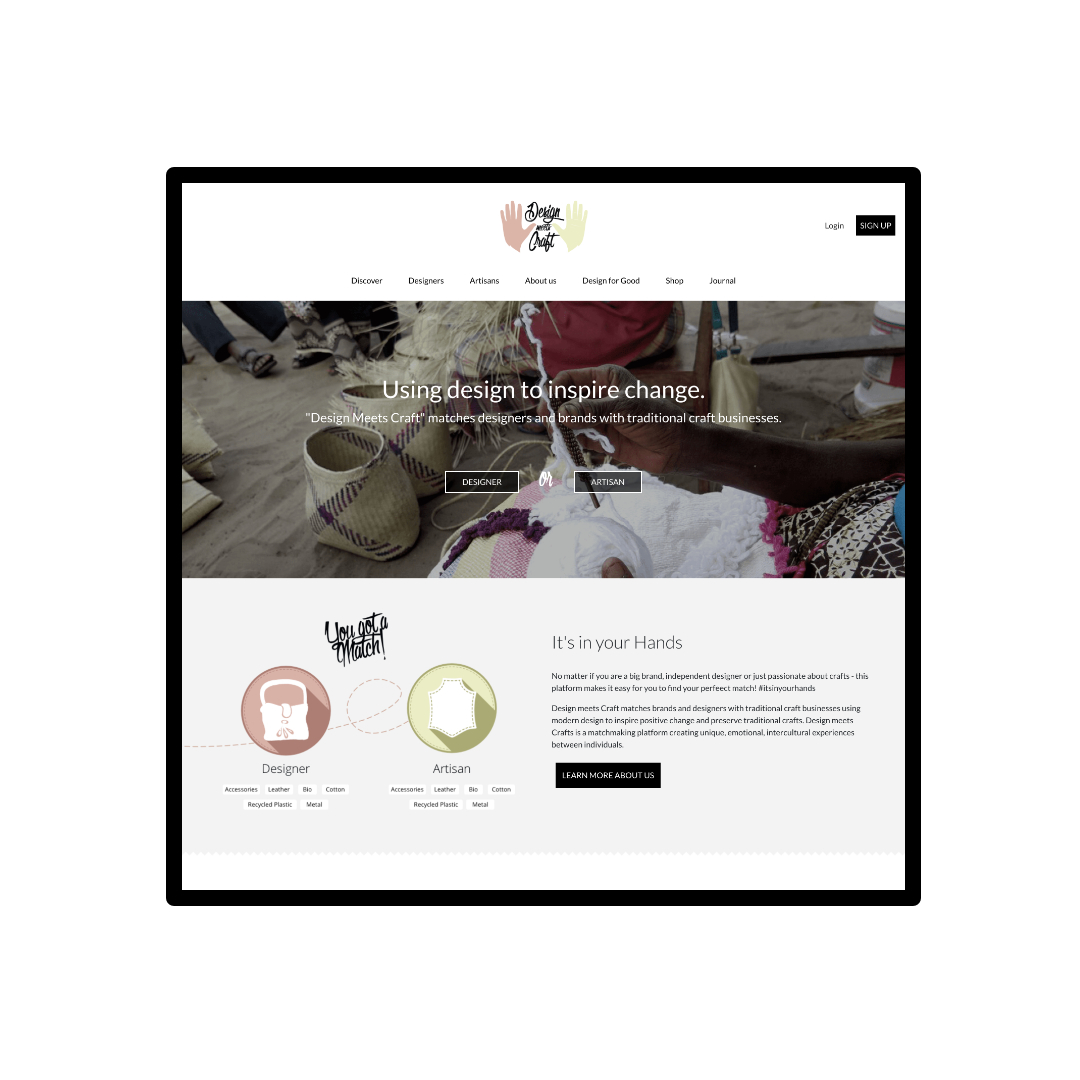 Design
meets
Craft
Login
SIGN UP
Discover
Designers
Artisans
About us
Design for Good
Shop
Journal
Using design to inspire change.
"Design Meets Craft" matches designers and brands with traditional craft businesses.
DESIGNER
or
ARTISAN
You got a
Match!
Designer
Accessories
Leather
Bio
Cotton
Recycled Plastic
Metal
Artisan
Accessories
Leather
Bio
Cotton
Recycled Plastic
Metal
It's in your Hands
No matter if you are a big brand, independent designer or just passionate about crafts - this
platform makes it easy for you to find your perfeect match! #itsinyourhands
Design meets Craft matches brands and designers with traditional craft businesses using
modern design to inspire positive change and preserve traditional crafts. Design meets
Crafts is a matchmaking platform creating unique, emotional, intercultural experiences
between individuals.
LEARN MORE ABOUT US